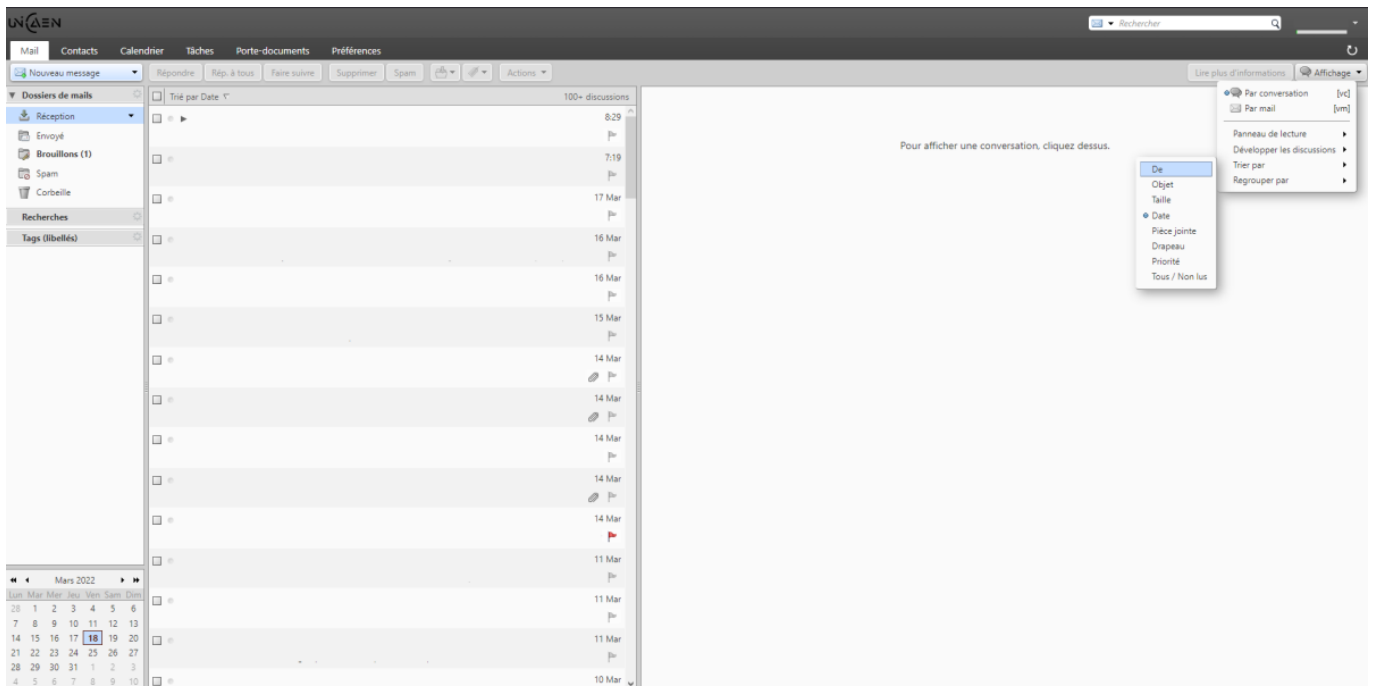 UNICAEN
Rechercher
Mail Contacts Calendrier Tâches Porte-documents Préférences
Nouveau message Répondre Rép. à tous Faire suivre Supprimer Spam Actions Lire plus d'informations Affichage
Dossiers de mails
Réception
Envoyé
Brouillons (1)
Spam
Corbeille
Recherches
Tags (libellés)
Trié par Date 100+ discussions
8:29
7:19
17 Mar
16 Mar
16 Mar
15 Mar
14 Mar
14 Mar
14 Mar
14 Mar
14 Mar
11 Mar
11 Mar
11 Mar
10 Mar
Pour afficher une conversation, cliquez dessus.
Par conversation [vc]
Par mail [vm]
Panneau de lecture
Développer les discussions
Trier par
Regrouper par
De
Objet
Taille
Date
Pièce jointe
Drapeau
Priorité
Tous / Non lus
Mars 2022
Lun Mar Mer Jeu Ven Sam Dim
28 1 2 3 4 5 6
7 8 9 10 11 12 13
14 15 16 17 18 19 20
21 22 23 24 25 26 27
28 29 30 31 1 2 3
4 5 6 7 8 9 10